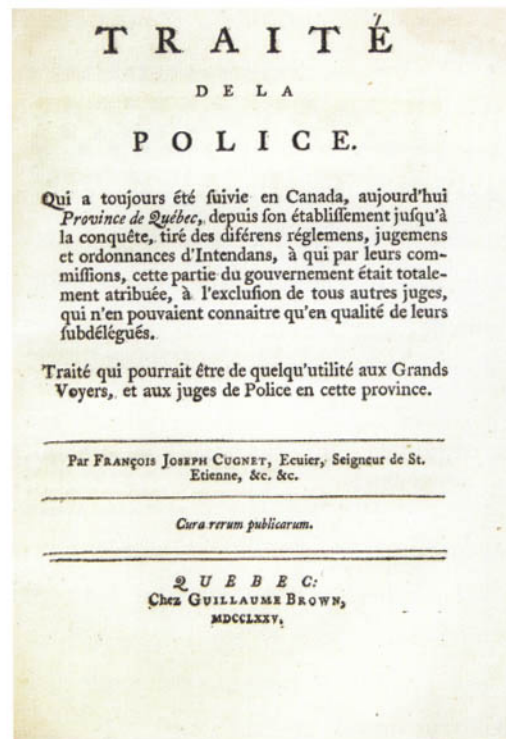 TRAITÉ
DE LA
POLICE.
Qui a toujours été ſuivie en Canada, aujourd'hui
Province de Québec, depuis ſon établiſſement juſqu'à
la conquête, tiré des diférens réglemens, jugemens
et ordonnances d'Intendans, à qui par leurs com-
miſſions, cette partie du gouvernement était totale-
ment atribuée, à l'excluſion de tous autres juges,
qui n'en pouvaient connaitre qu'en qualité de leurs
ſubdélégués.
Traité qui pourrait être de quelqu'utilité aux Grands
Voyers, et aux juges de Police en cette province.
Par FRANÇOIS JOSEPH CUGNET, Ecuier, Seigneur de St.
Etienne, &c. &c.
Cura rerum publicarum.
QUEBEC:
Chez GUILLAUME BROWN,
MDCCLXXV.